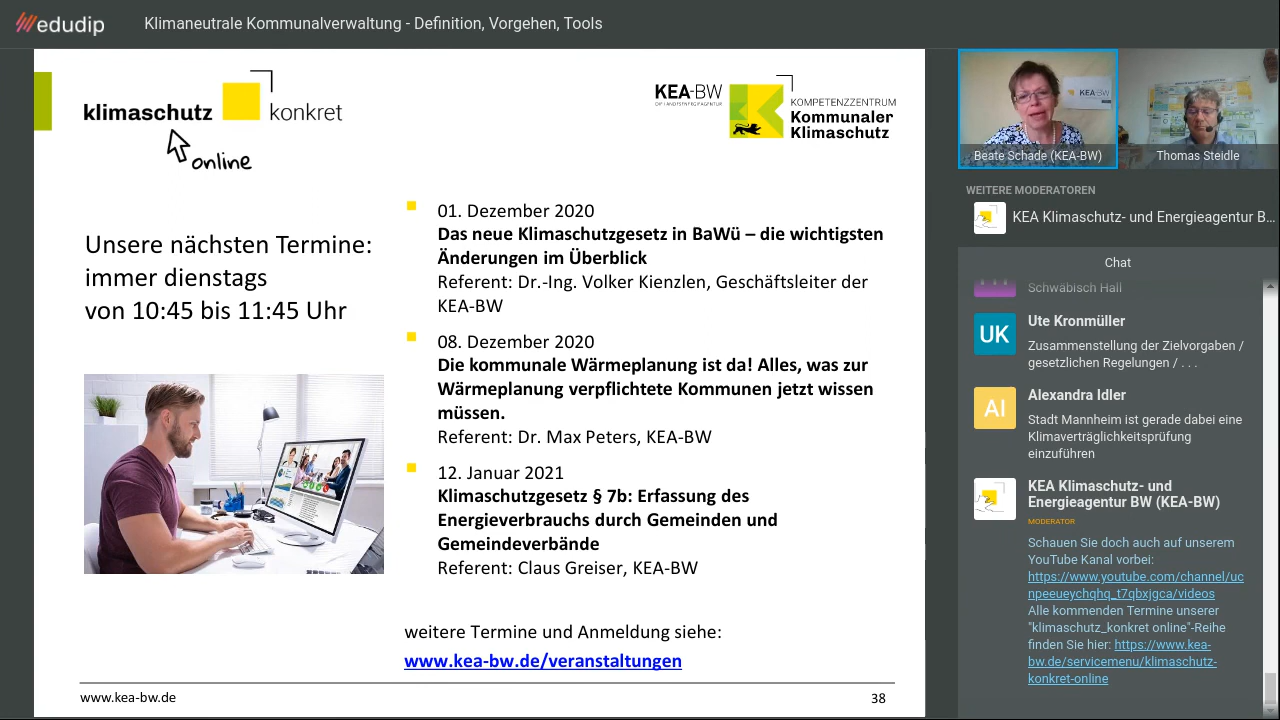 edudip
Klimaneutrale Kommunalverwaltung - Definition, Vorgehen, Tools
klimaschutz konkret
online
KEA-BW
DIE LANDESENERGIEAGENTUR
KOMPETENZZENTRUM
Kommunaler
Klimaschutz
Unsere nächsten Termine:
immer dienstags
von 10:45 bis 11:45 Uhr
01. Dezember 2020
Das neue Klimaschutzgesetz in BaWü – die wichtigsten
Änderungen im Überblick
Referent: Dr.-Ing. Volker Kienzlen, Geschäftsleiter der
KEA-BW
08. Dezember 2020
Die kommunale Wärmeplanung ist da! Alles, was zur
Wärmeplanung verpflichtete Kommunen jetzt wissen
müssen.
Referent: Dr. Max Peters, KEA-BW
12. Januar 2021
Klimaschutzgesetz § 7b: Erfassung des
Energieverbrauchs durch Gemeinden und
Gemeindeverbände
Referent: Claus Greiser, KEA-BW
weitere Termine und Anmeldung siehe:
www.kea-bw.de/veranstaltungen
www.kea-bw.de
38
KEA-BW
Beate Schade (KEA-BW)
Thomas Steidle
WEITERE MODERATOREN
KEA Klimaschutz- und Energieagentur B...
Chat
Schwäbisch Hall
UK
Ute Kronmüller
Zusammenstellung der Zielvorgaben /
gesetzlichen Regelungen / . . .
AI
Alexandra Idler
Stadt Mannheim ist gerade dabei eine
Klimaverträglichkeitsprüfung
einzuführen
KEA Klimaschutz- und
Energieagentur BW (KEA-BW)
MODERATOR
Schauen Sie doch auch auf unserem
YouTube Kanal vorbei:
https://www.youtube.com/channel/uc
npeeueychqhq_t7qbxjgca/videos
Alle kommenden Termine unserer
"klimaschutz_konkret online"-Reihe
finden Sie hier: https://www.kea-
bw.de/servicemenu/klimaschutz-
konkret-online